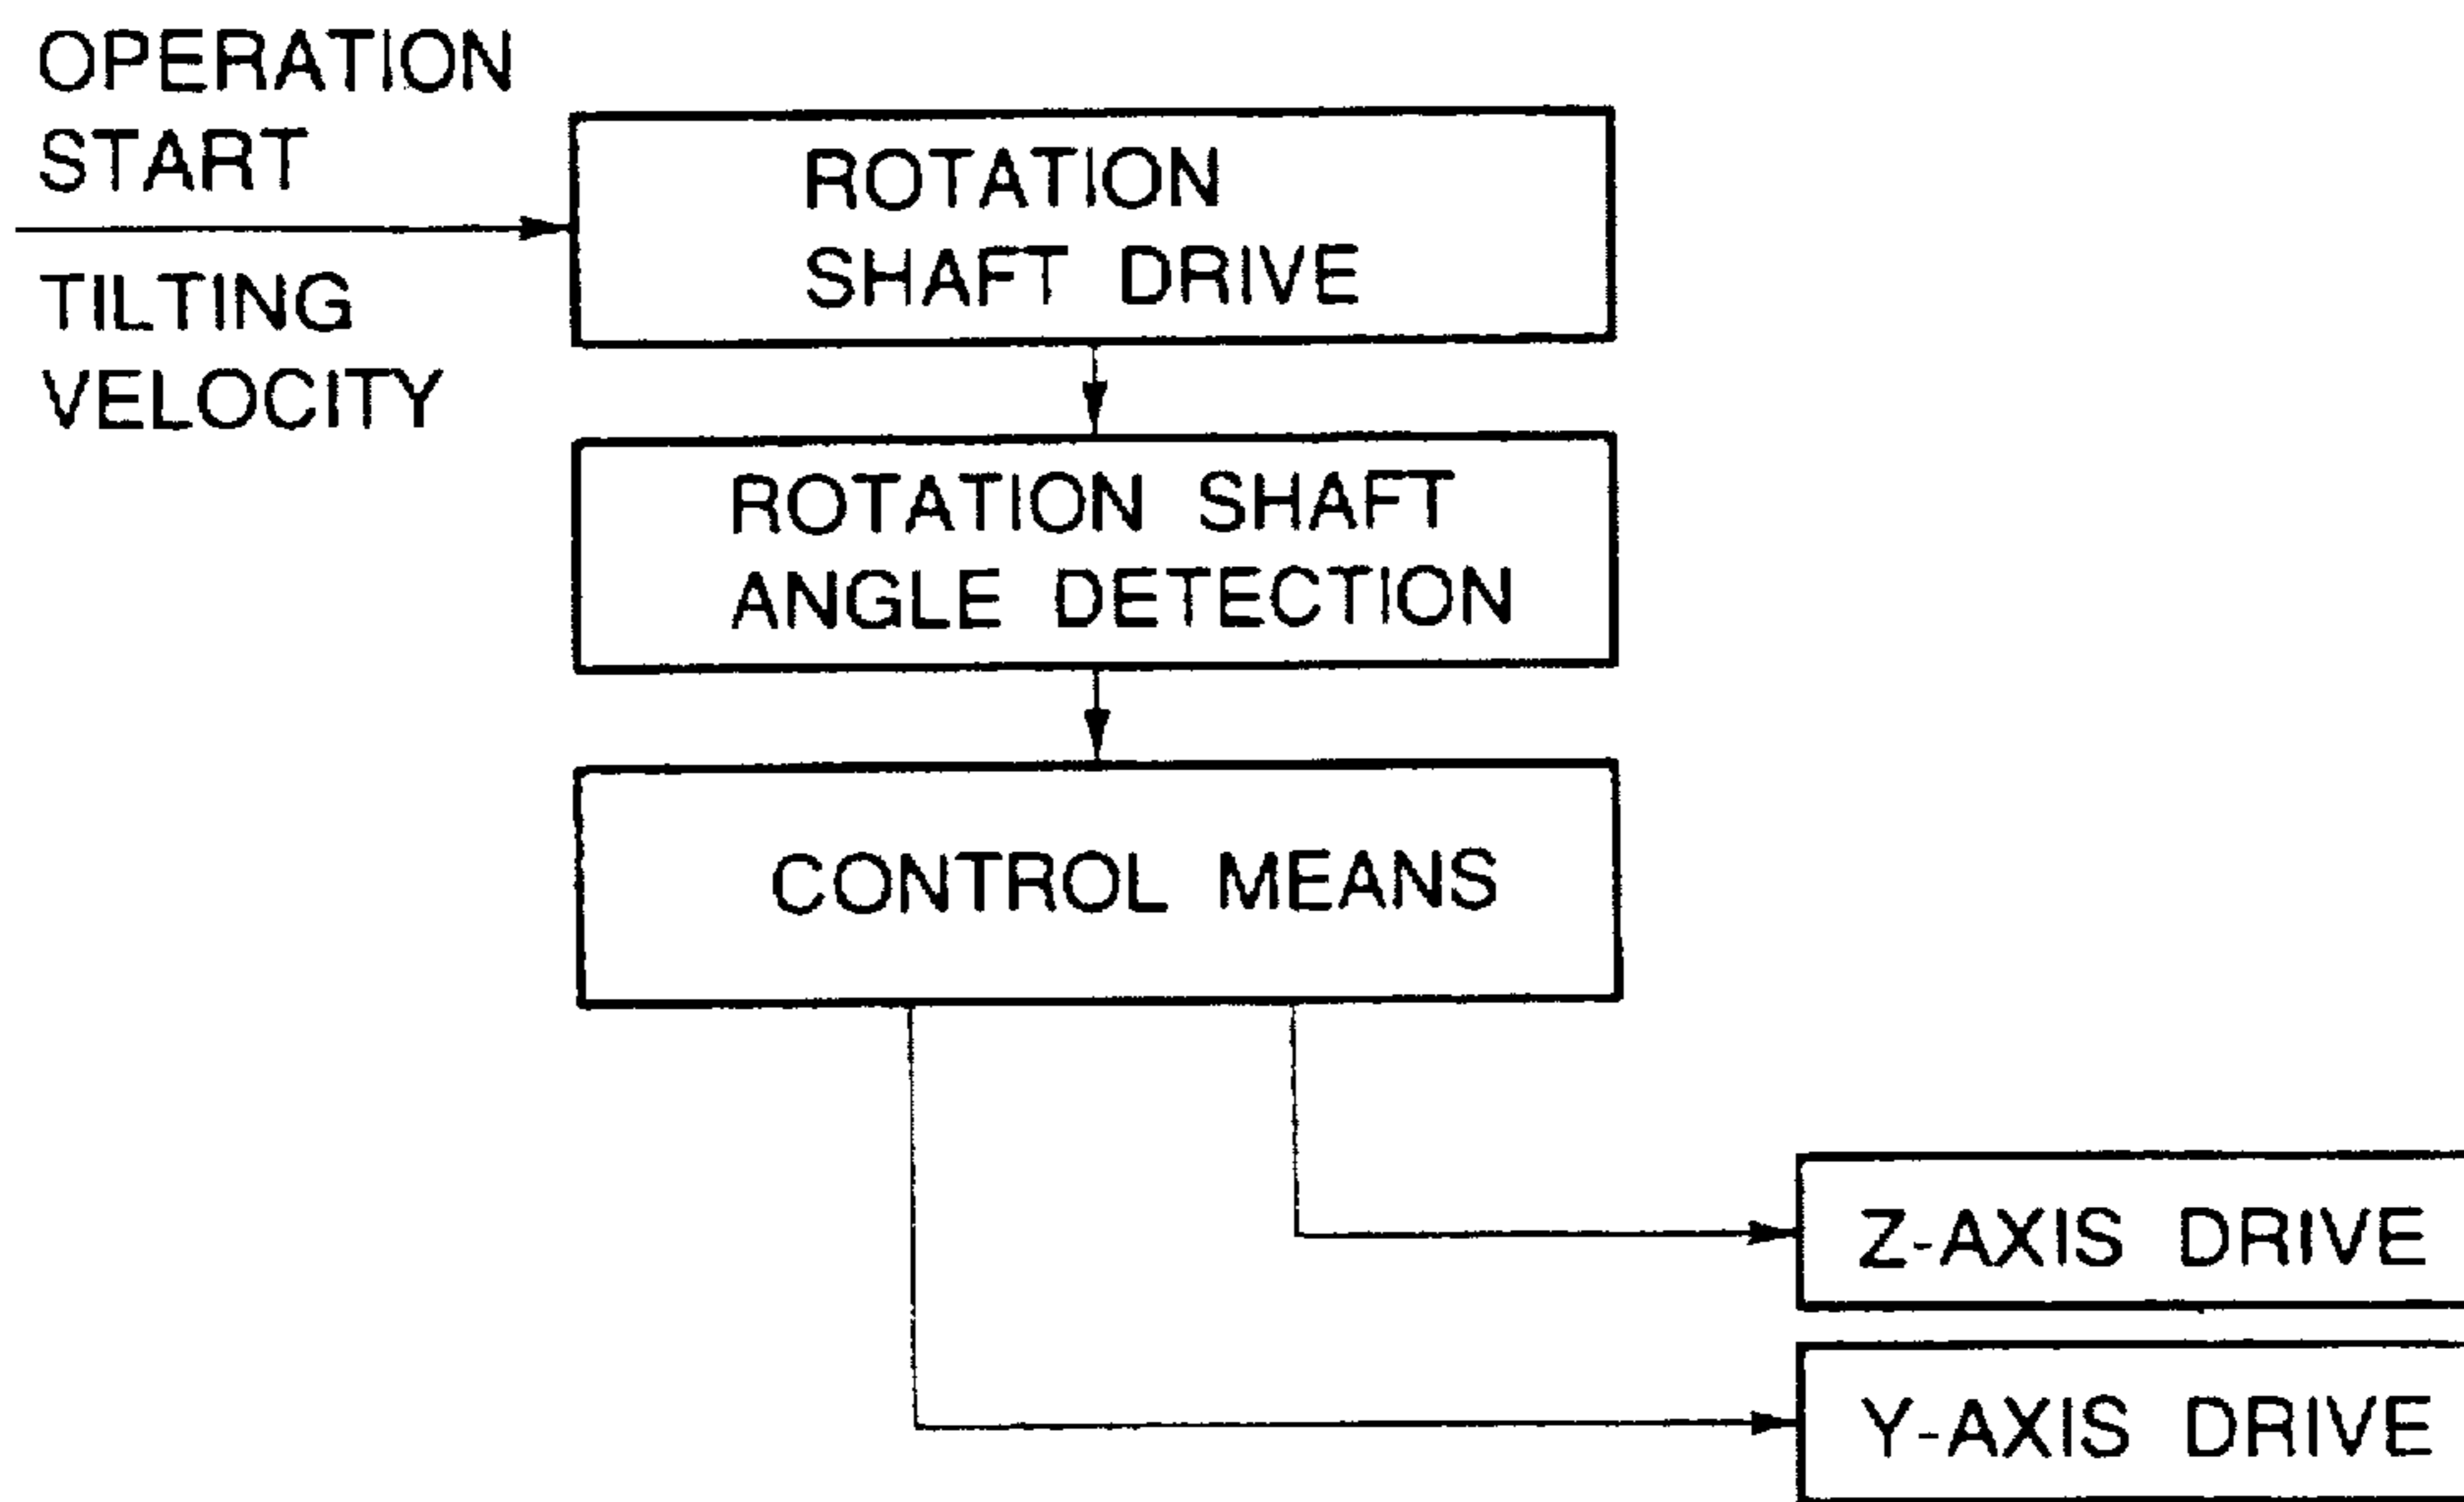 OPERATION
START
TILTING
VELOCITY
ROTATION
SHAFT DRIVE
ROTATION SHAFT
ANGLE DETECTION
CONTROL MEANS
Z-AXIS DRIVE
Y-AXIS DRIVE